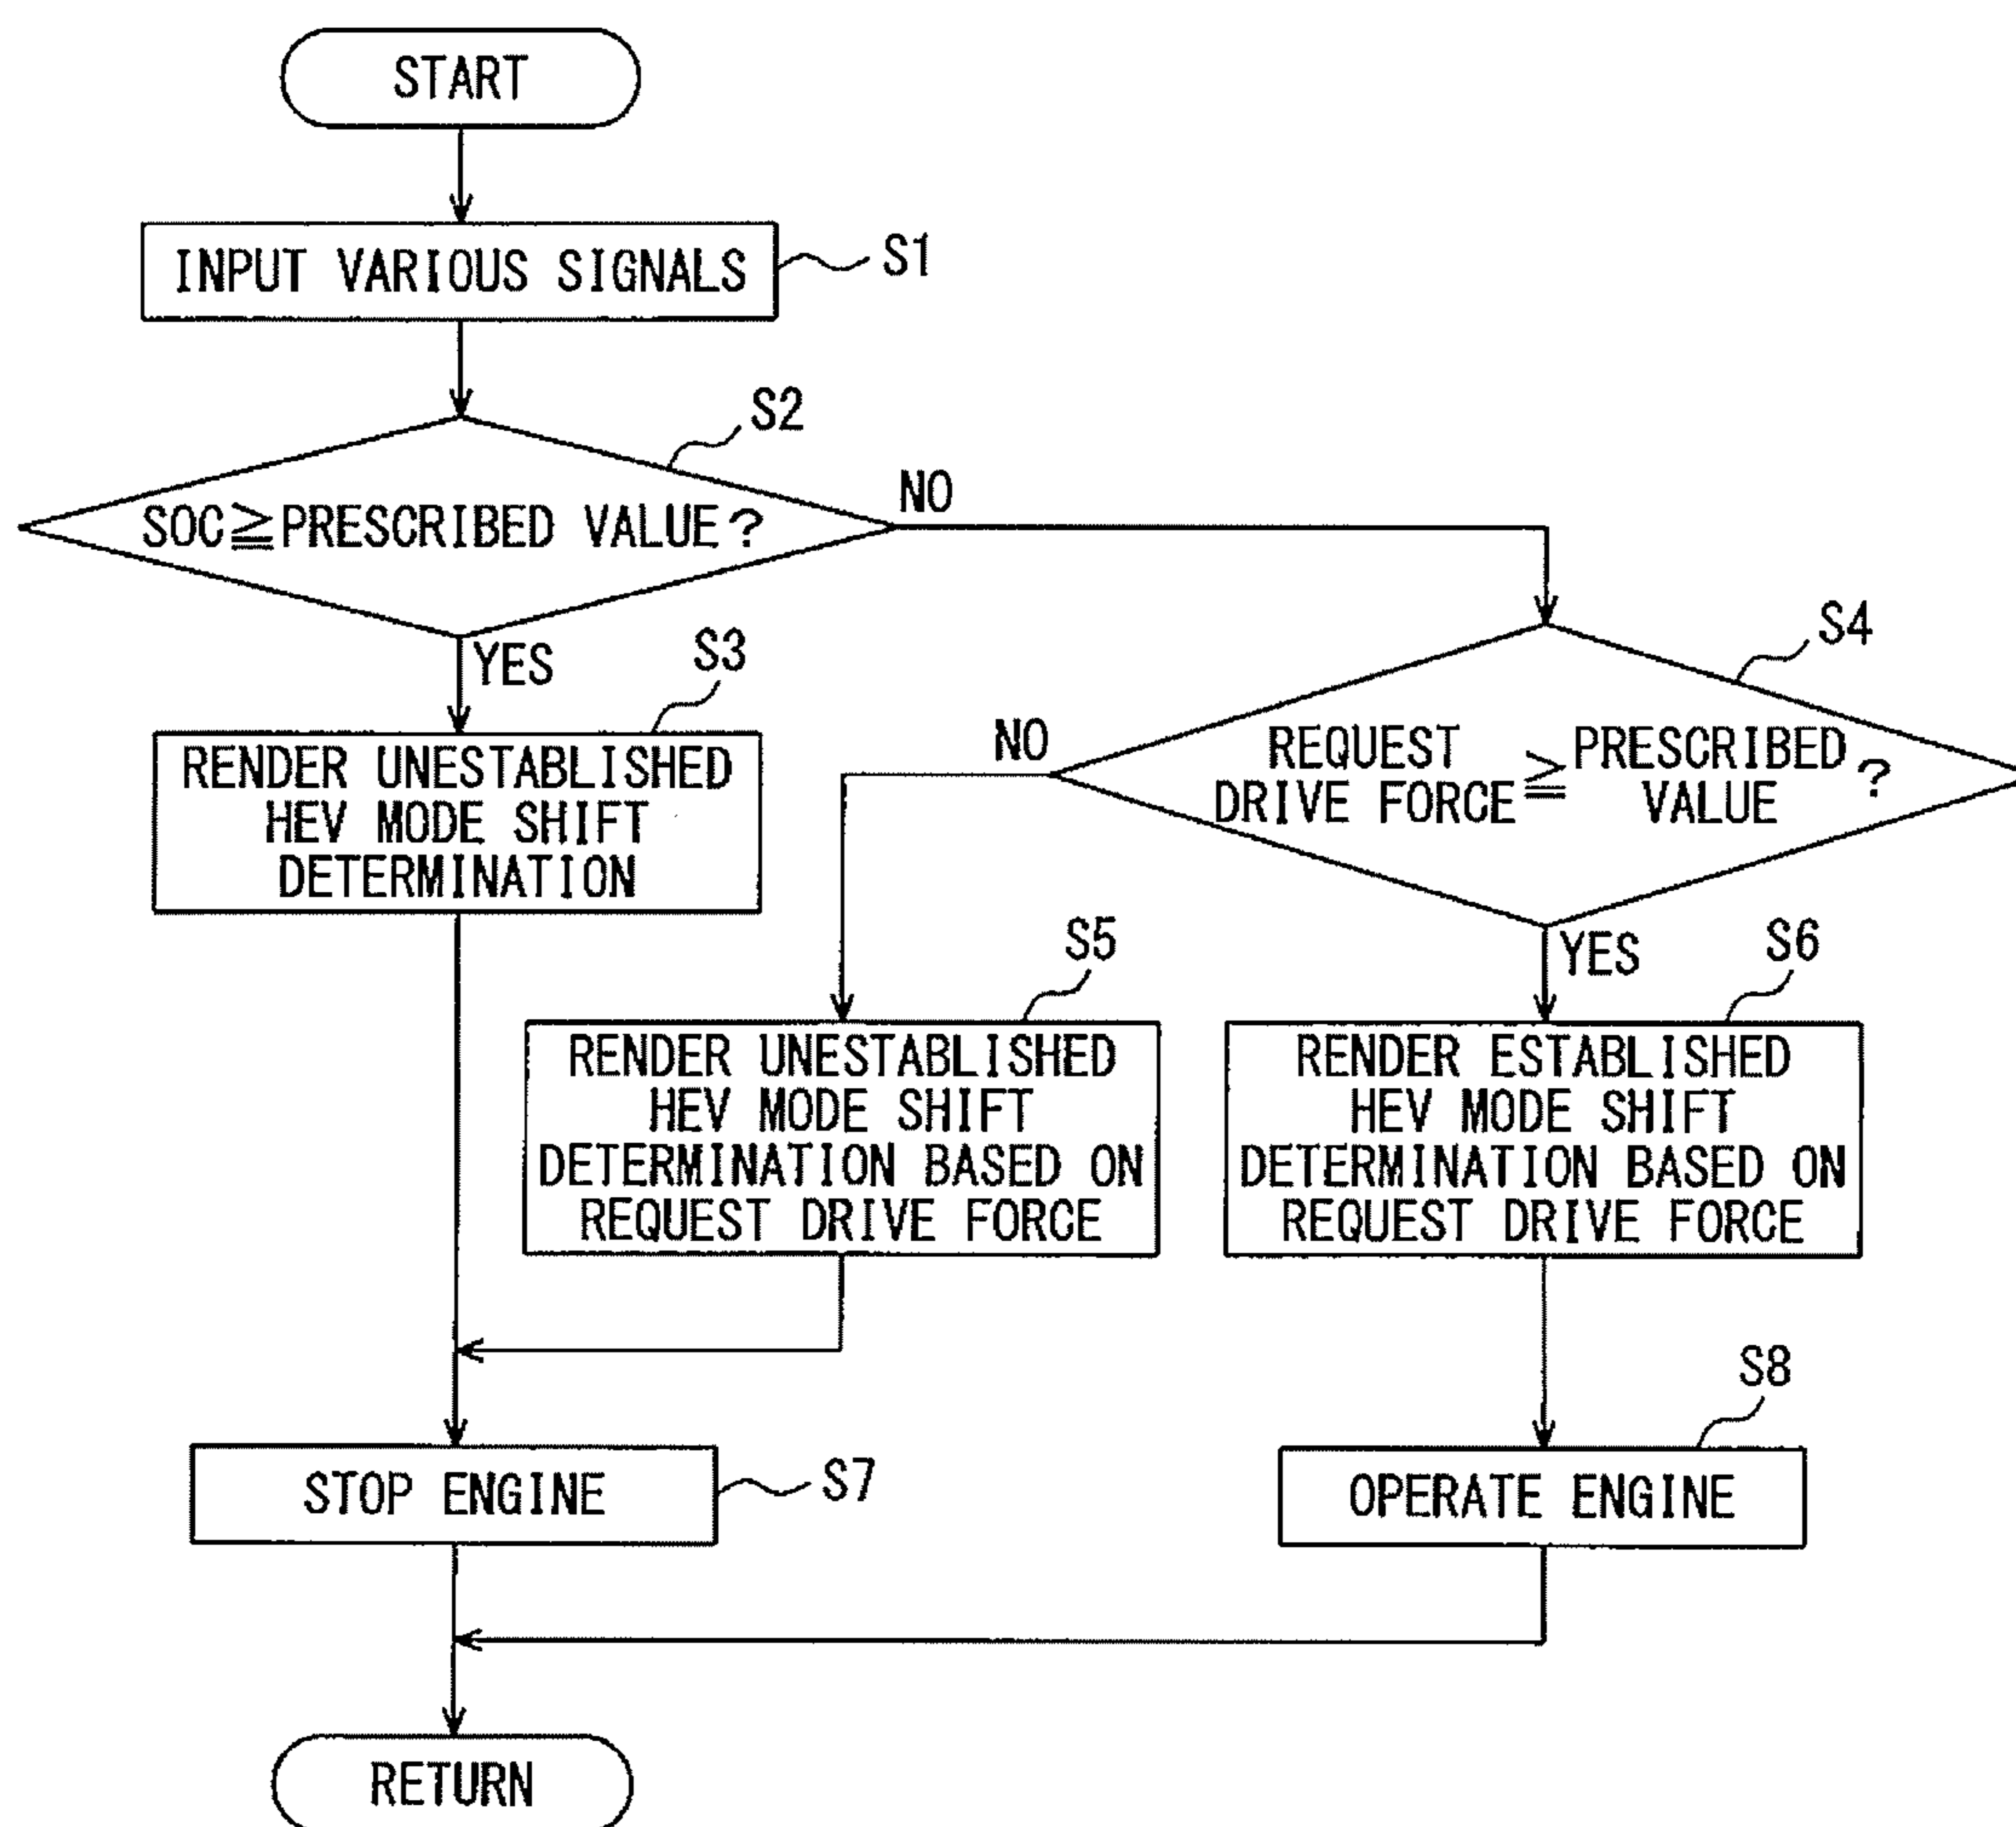 START
INPUT VARIOUS SIGNALS
S1
S2
SOC≧PRESCRIBED VALUE?
NO
YES
S3
RENDER UNESTABLISHED
HEV MODE SHIFT
DETERMINATION
S4
NO
REQUEST
DRIVE FORCE
≧
PRESCRIBED
VALUE
?
YES
S5
RENDER UNESTABLISHED
HEV MODE SHIFT
DETERMINATION BASED ON
REQUEST DRIVE FORCE
S6
RENDER ESTABLISHED
HEV MODE SHIFT
DETERMINATION BASED ON
REQUEST DRIVE FORCE
STOP ENGINE
S7
S8
OPERATE ENGINE
RETURN